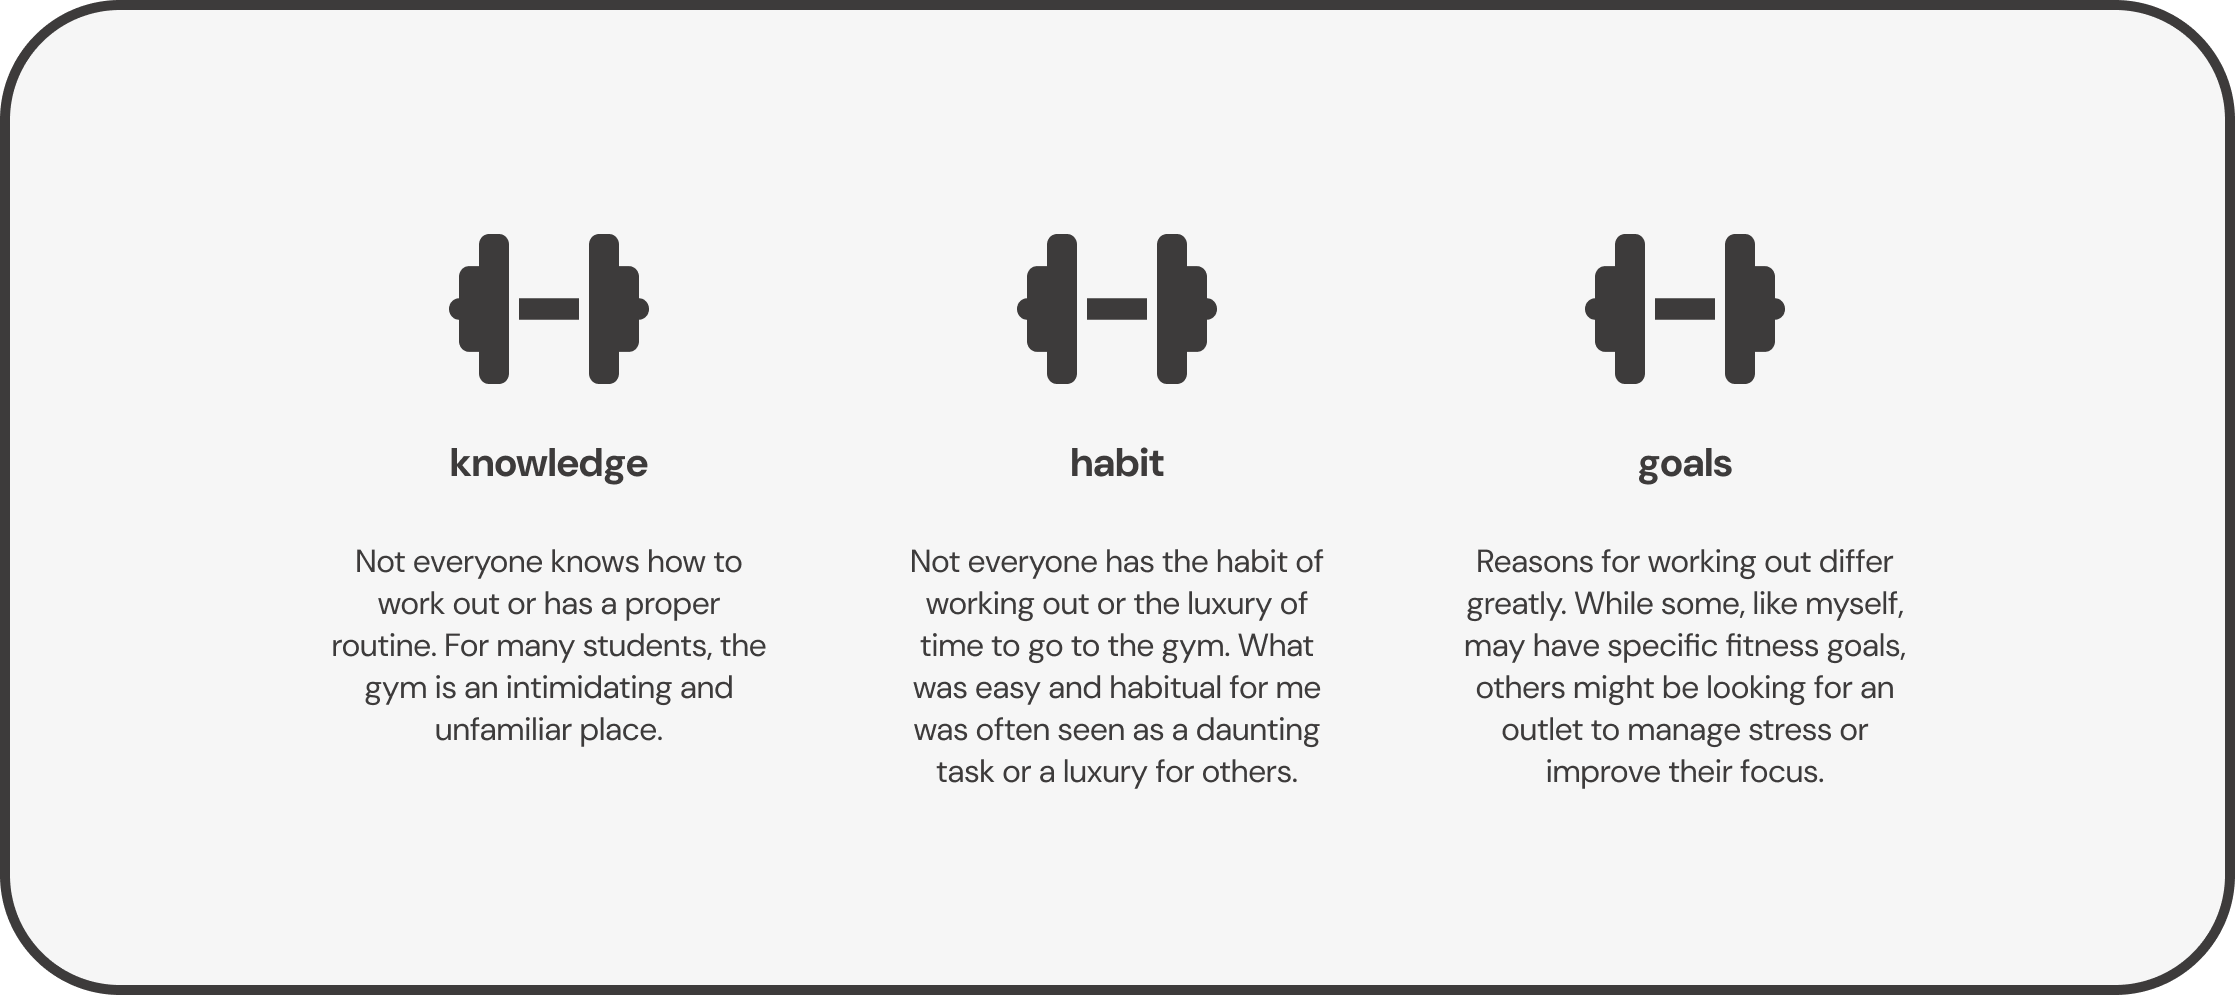 knowledge
Not everyone knows how to
work out or has a proper
routine. For many students, the
gym is an intimidating and
unfamiliar place.
habit
Not everyone has the habit of
working out or the luxury of
time to go to the gym. What
was easy and habitual for me
was often seen as a daunting
task or a luxury for others.
goals
Reasons for working out differ
greatly. While some, like myself,
may have specific fitness goals,
others might be looking for an
outlet to manage stress or
improve their focus.